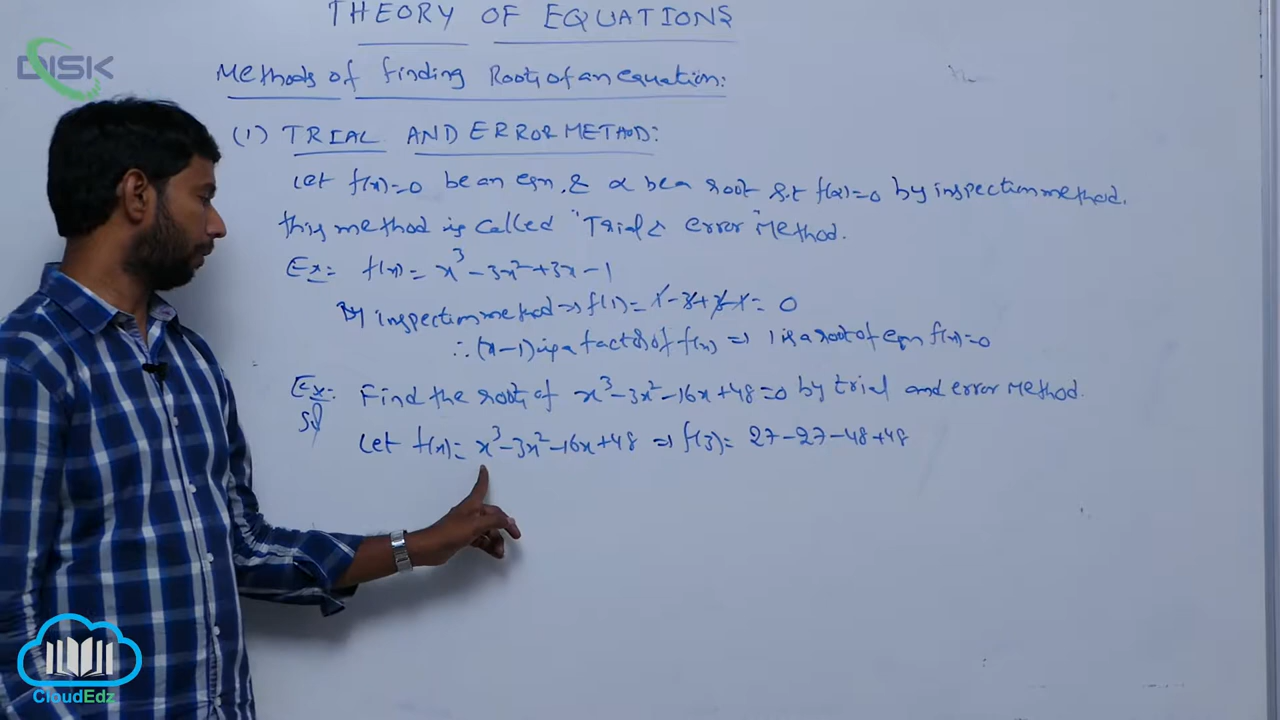 THEORY OF EQUATIONS
DISK
Methods of finding Roots of an equation:
(1) TRIAL AND ERROR METHOD:
Let f(x)=0 be an eqn. & α be a root s.t f(α)=0 by inspection method.
this method is called "Trial & error" Method.
Ex:- f(x) = x³-3x²+3x-1
By inspection method => f(1) = 1-3+3-1 = 0
∴ (x-1) is a factor of f(x) => 1 is a root of eqn f(x)=0
Ex:- Find the root of x³-3x²-16x+48=0 by trial and error Method.
Sol
Let f(x) = x³-3x²-16x+48 => f(3) = 27-27-48+48
CloudEdz